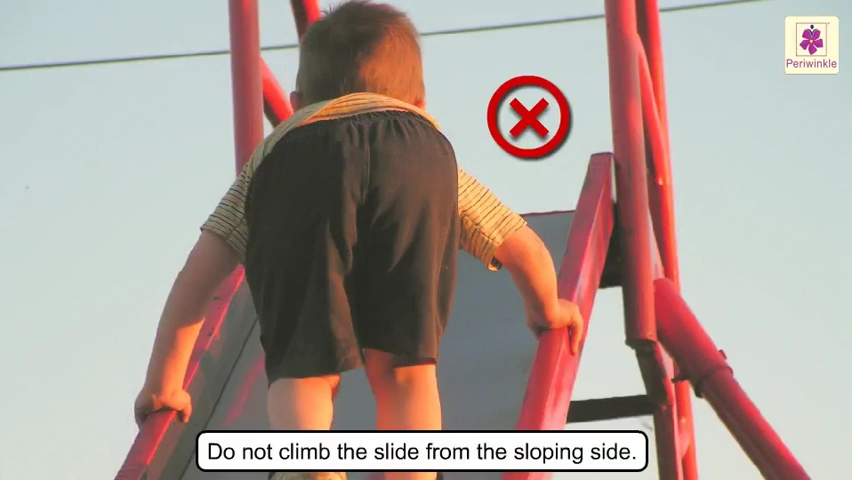 Periwinkle
Do not climb the slide from the sloping side.